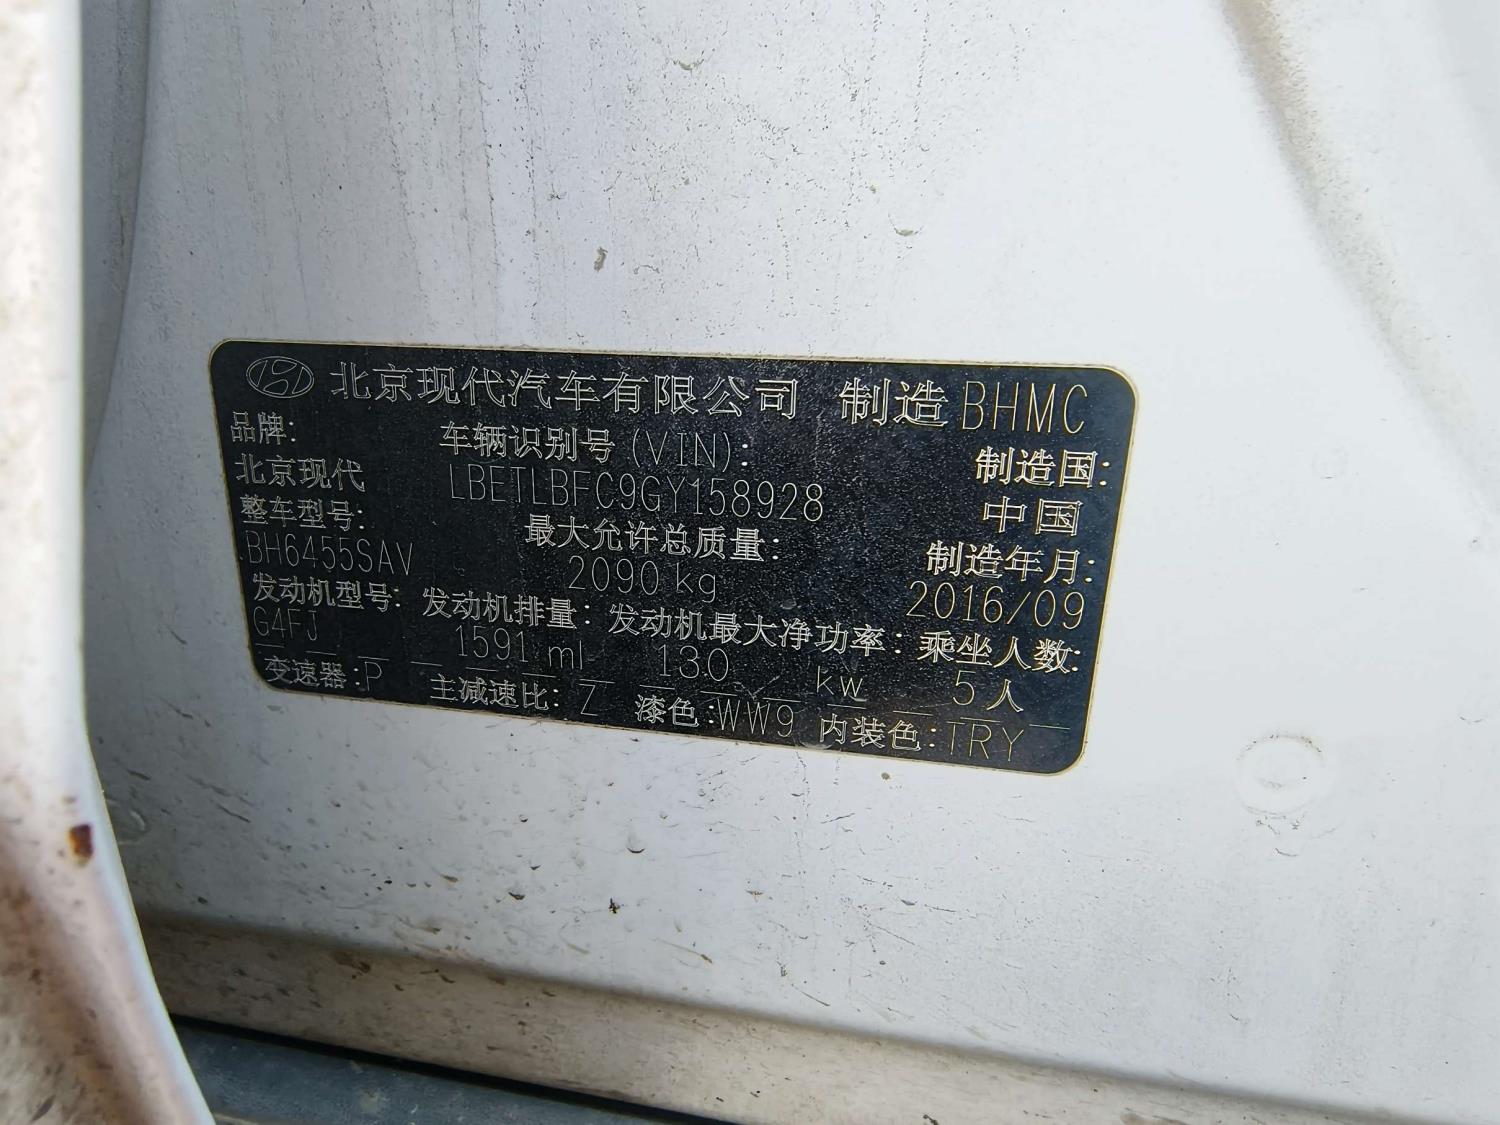 北京现代汽车有限公司 制造 BHMC
品牌: 车辆识别号(VIN): 制造国:
北京现代 LBETLBFC9GY158928 中国
整车型号: 最大允许总质量: 制造年月:
BH6455SAV 2090 kg 2016/09
发动机型号: 发动机排量: 发动机最大净功率: 乘坐人数:
G4FJ 1591 ml 130 kw 5人
变速器:P 主减速比:Z 漆色:WW9 内装色:TRY